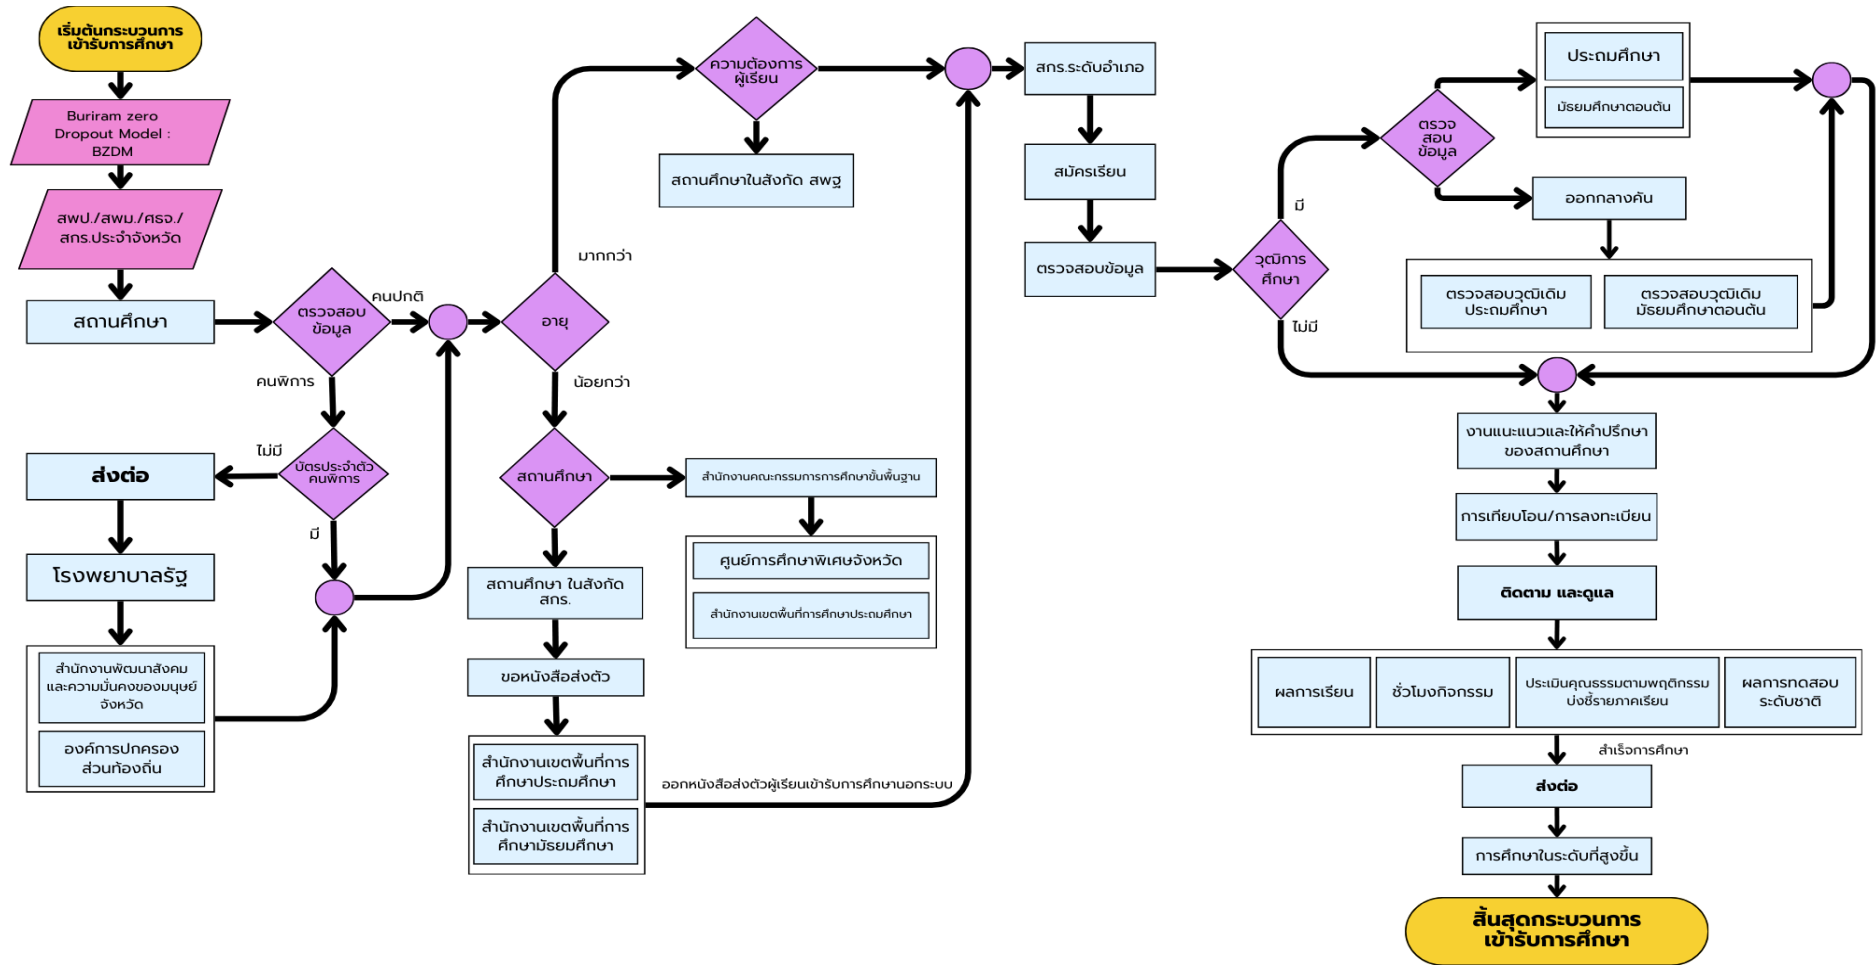 เริ่มต้นกระบวนการ
เข้ารับการศึกษา
Buriram zero
Dropout Model :
BZDM
สพป./สพม./ศธจ./
สกร.ประจำจังหวัด
สถานศึกษา
ตรวจสอบ
ข้อมูล
คนปกติ
คนพิการ
บัตรประจำตัว
คนพิการ
ไม่มี
มี
ส่งต่อ
โรงพยาบาลรัฐ
สำนักงานพัฒนาสังคม
และความมั่นคงของมนุษย์
จังหวัด
องค์การปกครอง
ส่วนท้องถิ่น
อายุ
มากกว่า
น้อยกว่า
ความต้องการ
ผู้เรียน
สถานศึกษาในสังกัด สพฐ
สถานศึกษา
สำนักงานคณะกรรมการการศึกษาขั้นพื้นฐาน
ศูนย์การศึกษาพิเศษจังหวัด
สำนักงานเขตพื้นที่การศึกษาประถมศึกษา
สถานศึกษา ในสังกัด
สกร.
ขอหนังสือส่งตัว
สำนักงานเขตพื้นที่การ
ศึกษาประถมศึกษา
สำนักงานเขตพื้นที่การ
ศึกษามัธยมศึกษา
ออกหนังสือส่งตัวผู้เรียนเข้ารับการศึกษานอกระบบ
สกร.ระดับอำเภอ
สมัครเรียน
ตรวจสอบข้อมูล
วุฒิการ
ศึกษา
มี
ไม่มี
ตรวจ
สอบ
ข้อมูล
ประถมศึกษา
มัธยมศึกษาตอนต้น
ออกกลางคัน
ตรวจสอบวุฒิเดิม
ประถมศึกษา
ตรวจสอบวุฒิเดิม
มัธยมศึกษาตอนต้น
งานแนะแนวและให้คำปรึกษา
ของสถานศึกษา
การเทียบโอน/การลงทะเบียน
ติดตาม และดูแล
ผลการเรียน
ชั่วโมงกิจกรรม
ประเมินคุณธรรมตามพฤติกรรม
บ่งชี้รายภาคเรียน
ผลการทดสอบ
ระดับชาติ
สำเร็จการศึกษา
ส่งต่อ
การศึกษาในระดับที่สูงขึ้น
สิ้นสุดกระบวนการ
เข้ารับการศึกษา